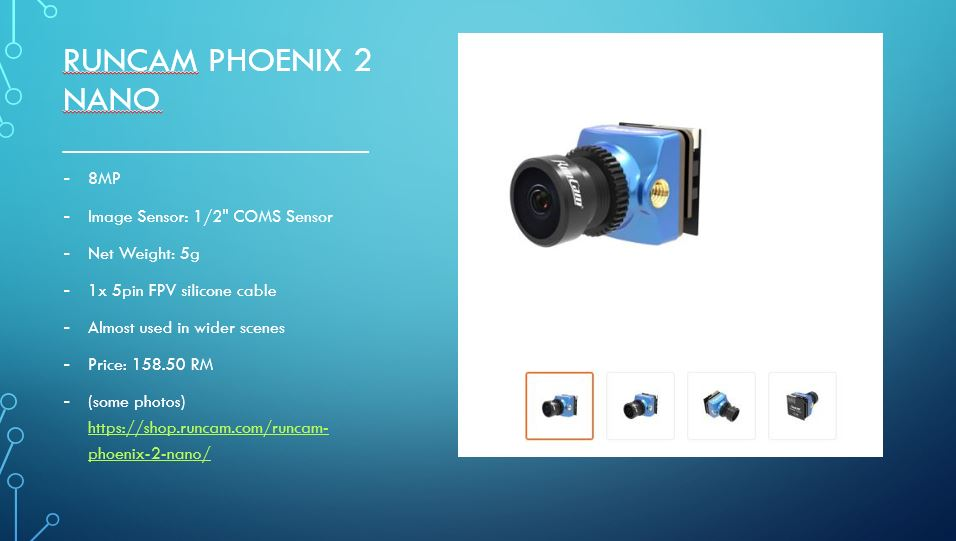 RUNCAM PHOENIX 2
NANO
- 8MP
- Image Sensor: 1/2" COMS Sensor
- Net Weight: 5g
- 1x 5pin FPV silicone cable
- Almost used in wider scenes
- Price: 158.50 RM
- (some photos)
https://shop.runcam.com/runcam-
phoenix-2-nano/
RunCam